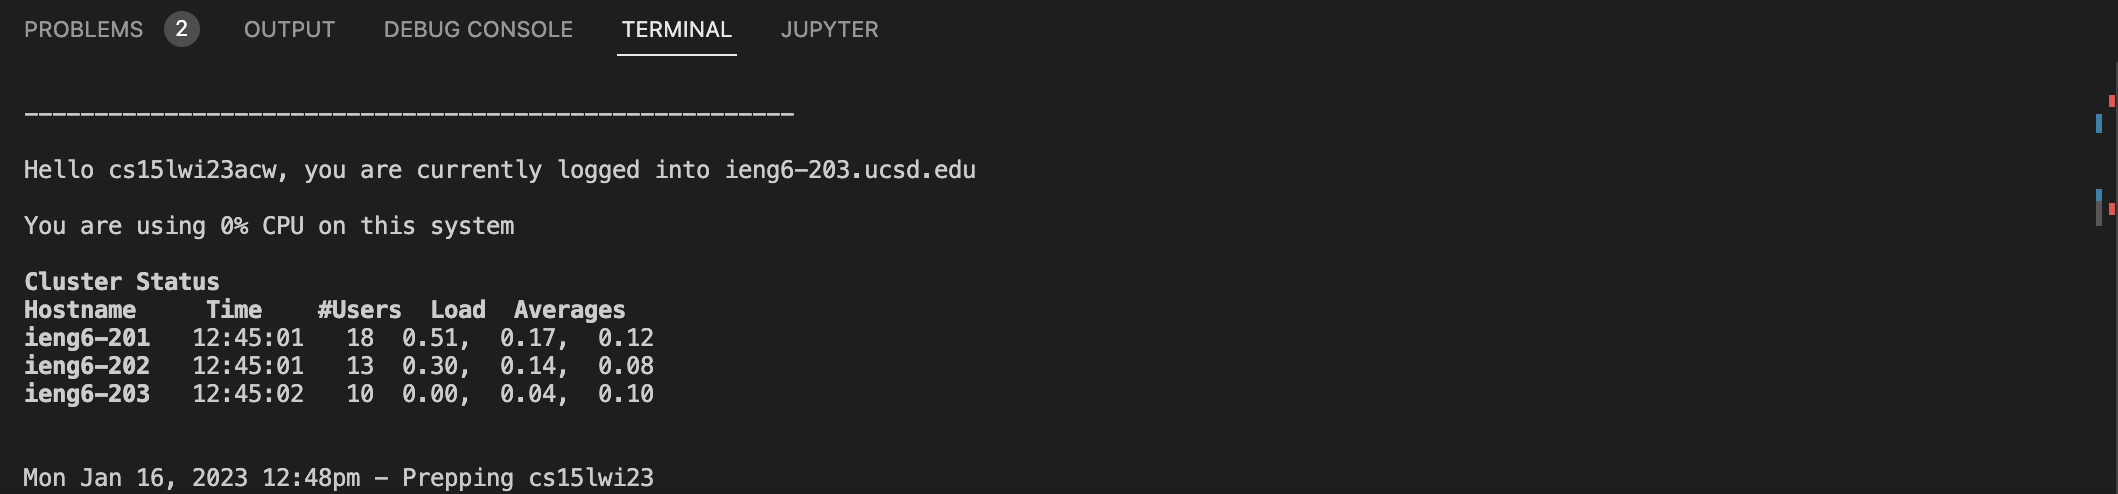 PROBLEMS 2 OUTPUT DEBUG CONSOLE TERMINAL JUPYTER
-------------------------------------------------------
Hello cs15lwi23acw, you are currently logged into ieng6-203.ucsd.edu
You are using 0% CPU on this system
Cluster Status
Hostname     Time    #Users  Load  Averages
ieng6-201   12:45:01   18  0.51,  0.17,  0.12
ieng6-202   12:45:01   13  0.30,  0.14,  0.08
ieng6-203   12:45:02   10  0.00,  0.04,  0.10
Mon Jan 16, 2023 12:48pm - Prepping cs15lwi23